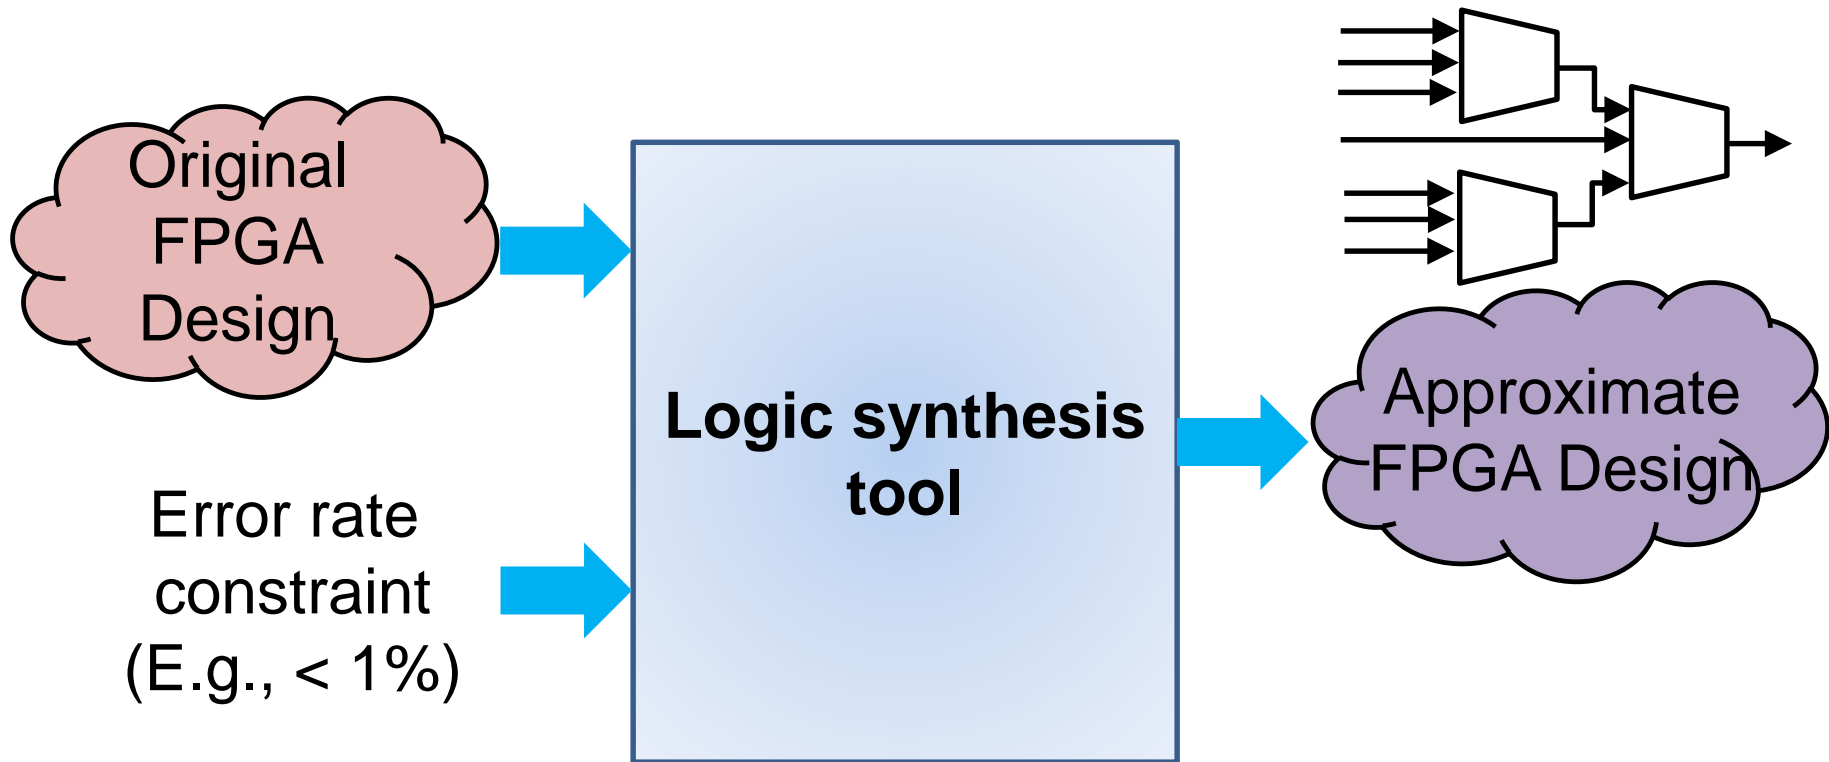 Original
FPGA
Design
Error rate
constraint
(E.g., < 1%)
Logic synthesis
tool
Approximate
FPGA Design